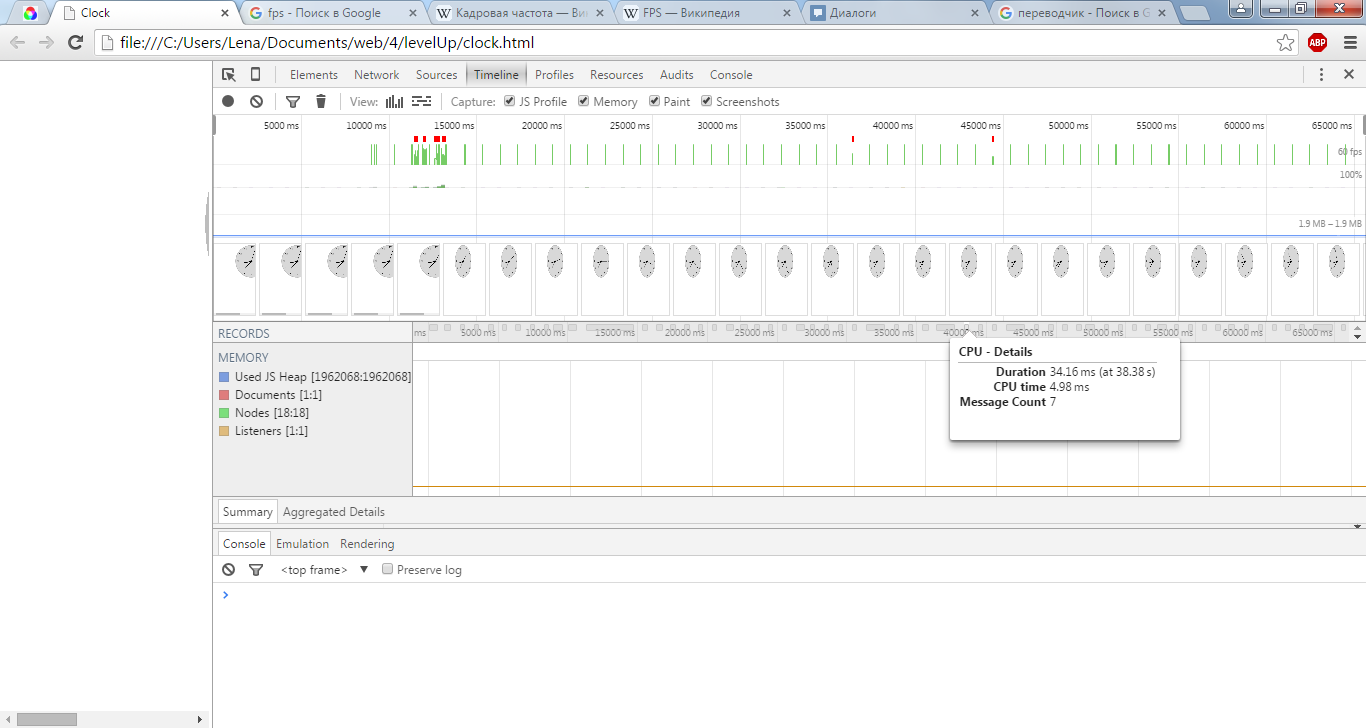 Clock
fps - Поиск в Google
Кадровая частота — Ви
FPS — Википедия
Диалоги
переводчик - Поиск в G
file:///C:/Users/Lena/Documents/web/4/levelUp/clock.html
ABP
Elements Network Sources Timeline Profiles Resources Audits Console
View: Capture: JS Profile Memory Paint Screenshots
5000 ms 10000 ms 15000 ms 20000 ms 25000 ms 30000 ms 35000 ms 40000 ms 45000 ms 50000 ms 55000 ms 60000 ms 65000 ms
60 fps
100%
1.9 MB – 1.9 MB
RECORDS
ms 5000 ms 10000 ms 15000 ms 20000 ms 25000 ms 30000 ms 35000 ms 40000 ms 45000 ms 50000 ms 55000 ms 60000 ms 65000 ms
MEMORY
Used JS Heap [1962068:1962068]
Documents [1:1]
Nodes [18:18]
Listeners [1:1]
CPU - Details
Duration 34.16 ms (at 38.38 s)
CPU time 4.98 ms
Message Count 7
Summary Aggregated Details
Console Emulation Rendering
<top frame> ▼ Preserve log